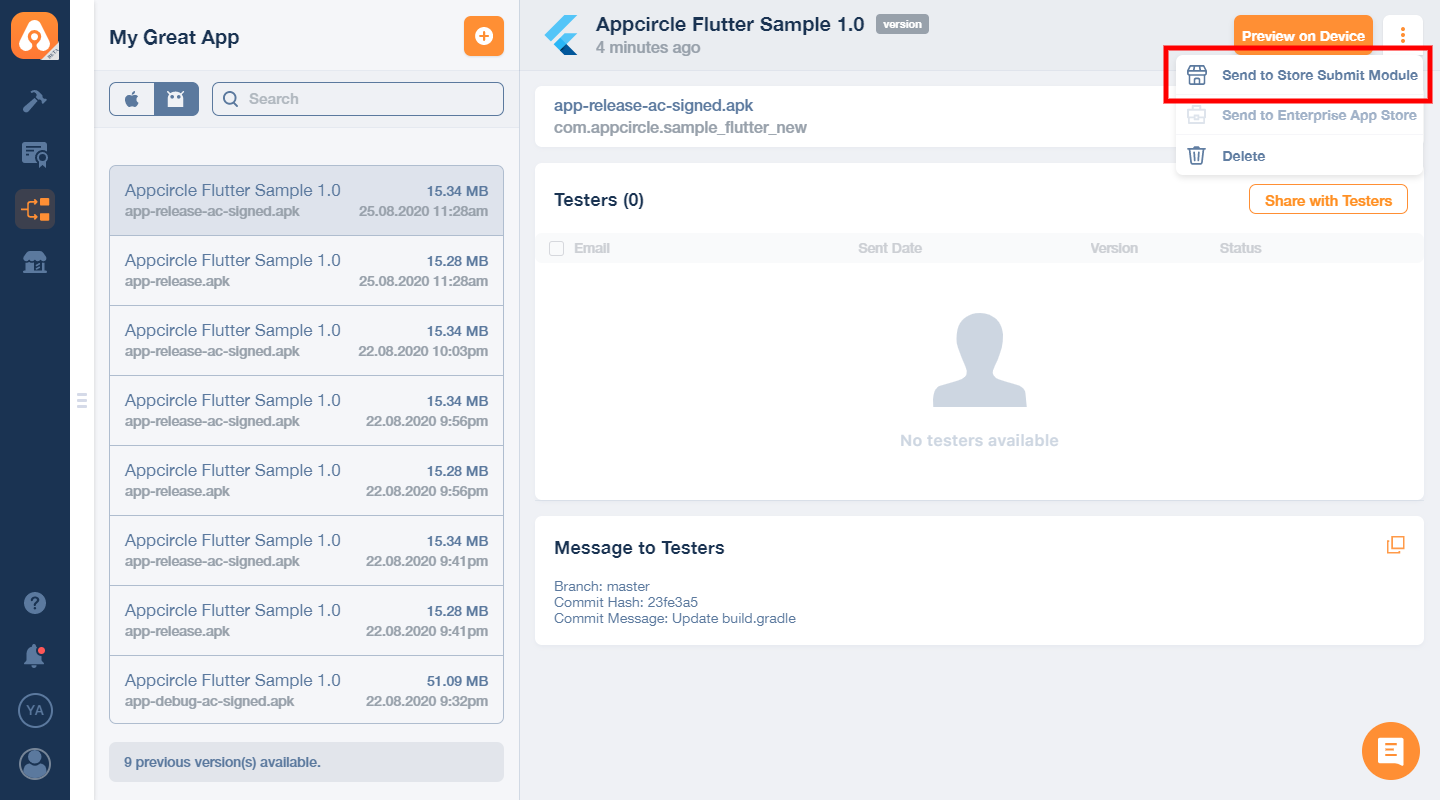 BETA
My Great App
Search
Appcircle Flutter Sample 1.0 15.34 MB
app-release-ac-signed.apk 25.08.2020 11:28am
Appcircle Flutter Sample 1.0 15.28 MB
app-release.apk 25.08.2020 11:28am
Appcircle Flutter Sample 1.0 15.34 MB
app-release-ac-signed.apk 22.08.2020 10:03pm
Appcircle Flutter Sample 1.0 15.34 MB
app-release-ac-signed.apk 22.08.2020 9:56pm
Appcircle Flutter Sample 1.0 15.28 MB
app-release.apk 22.08.2020 9:56pm
Appcircle Flutter Sample 1.0 15.34 MB
app-release-ac-signed.apk 22.08.2020 9:41pm
Appcircle Flutter Sample 1.0 15.28 MB
app-release.apk 22.08.2020 9:41pm
Appcircle Flutter Sample 1.0 51.09 MB
app-debug-ac-signed.apk 22.08.2020 9:32pm
9 previous version(s) available.
YA
Appcircle Flutter Sample 1.0 version
4 minutes ago
Preview on Device
Send to Store Submit Module
Send to Enterprise App Store
Delete
app-release-ac-signed.apk
com.appcircle.sample_flutter_new
Testers (0)
Share with Testers
Email Sent Date Version Status
No testers available
Message to Testers
Branch: master
Commit Hash: 23fe3a5
Commit Message: Update build.gradle